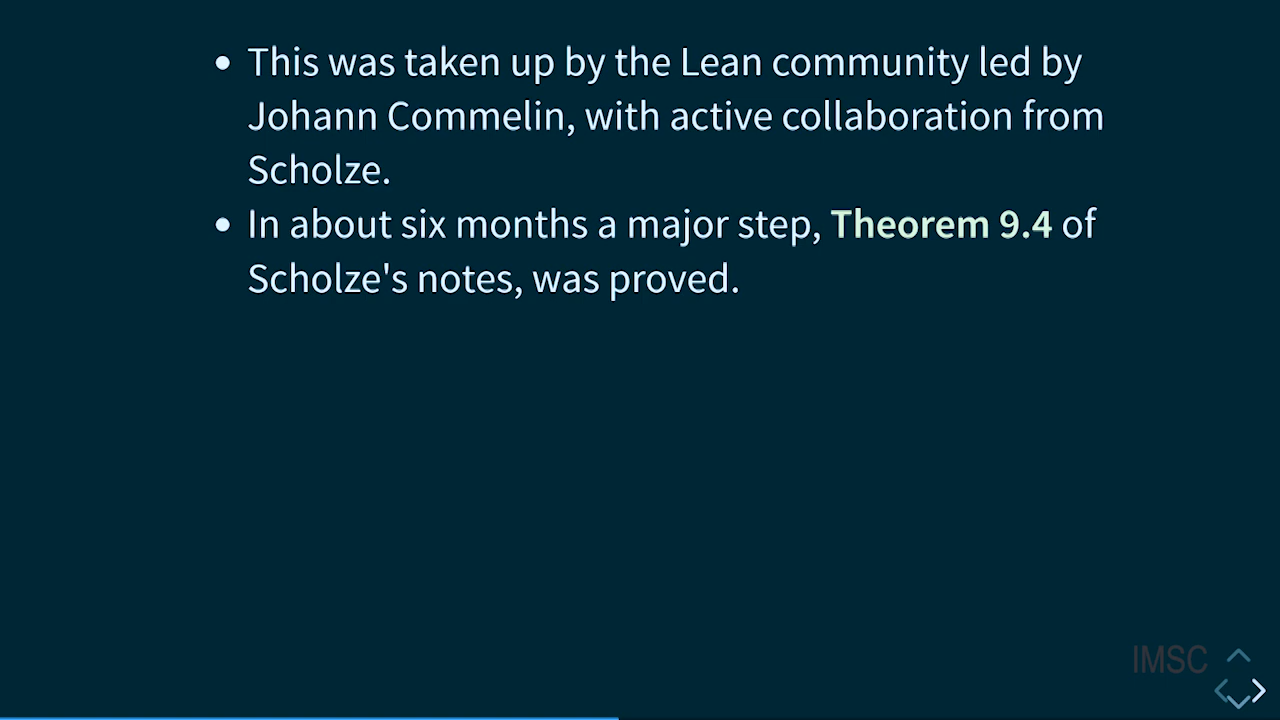 • This was taken up by the Lean community led by
Johann Commelin, with active collaboration from
Scholze.
• In about six months a major step, Theorem 9.4 of
Scholze's notes, was proved.
IMSC